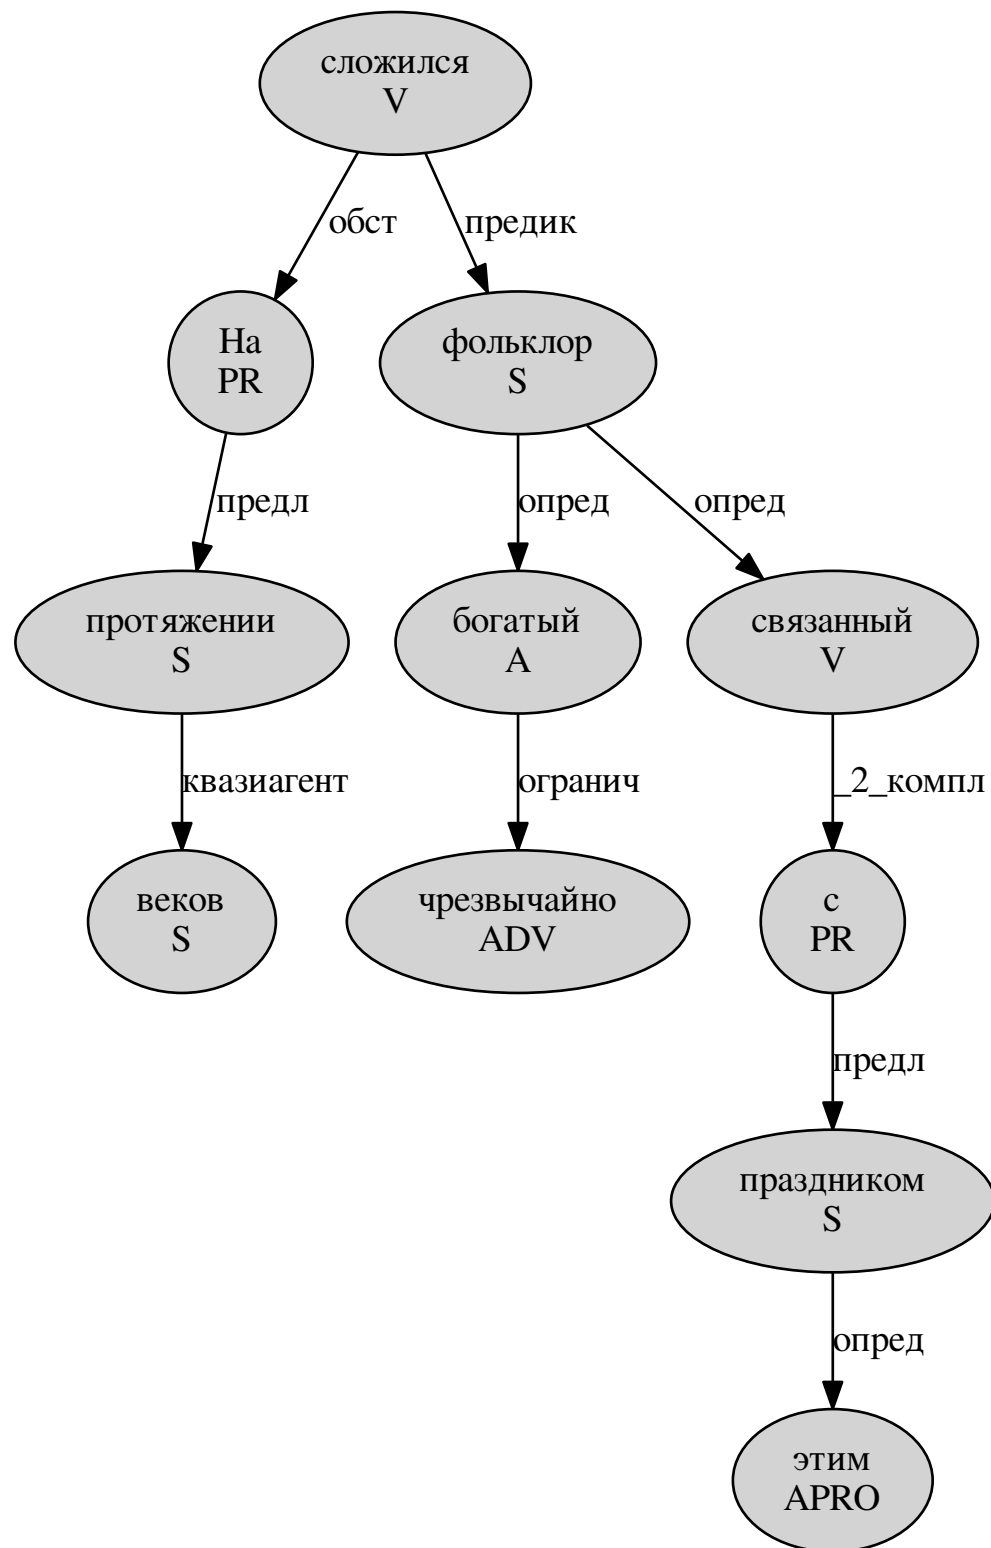 сложился
V
обст
предик
На
PR
фольклор
S
предл
опред
опред
протяжении
S
богатый
A
связанный
V
квазиагент
огранич
_2_компл
веков
S
чрезвычайно
ADV
с
PR
предл
праздником
S
опред
этим
APRO